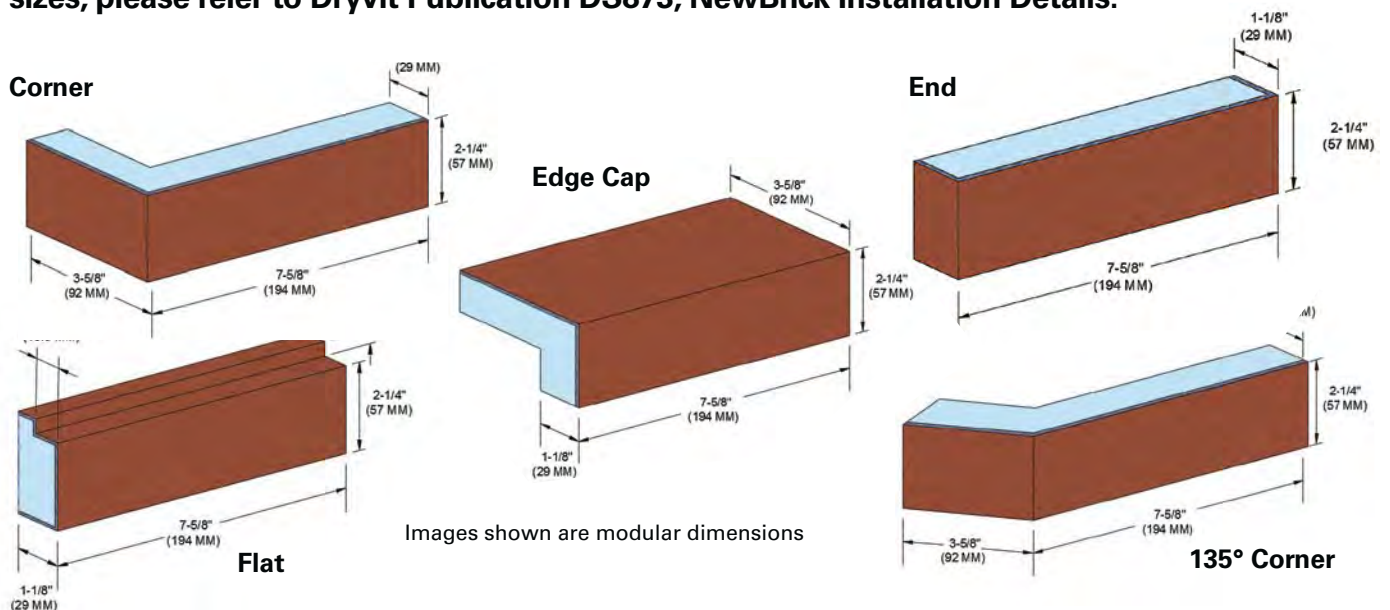 sizes, please refer to Dryvit Publication DS873, NewBrick Installation Details.
Corner
(29 MM)
2-1/4"
(57 MM)
3-5/8"
(92 MM)
7-5/8"
(194 MM)
Edge Cap
3-5/8"
(92 MM)
2-1/4"
(57 MM)
7-5/8"
(194 MM)
1-1/8"
(29 MM)
End
1-1/8"
(29 MM)
2-1/4"
(57 MM)
7-5/8"
(194 MM)
2-1/4"
(57 MM)
7-5/8"
(194 MM)
1-1/8"
(29 MM)
Flat
Images shown are modular dimensions
2-1/4"
(57 MM)
7-5/8"
(194 MM)
3-5/8"
(92 MM)
135° Corner